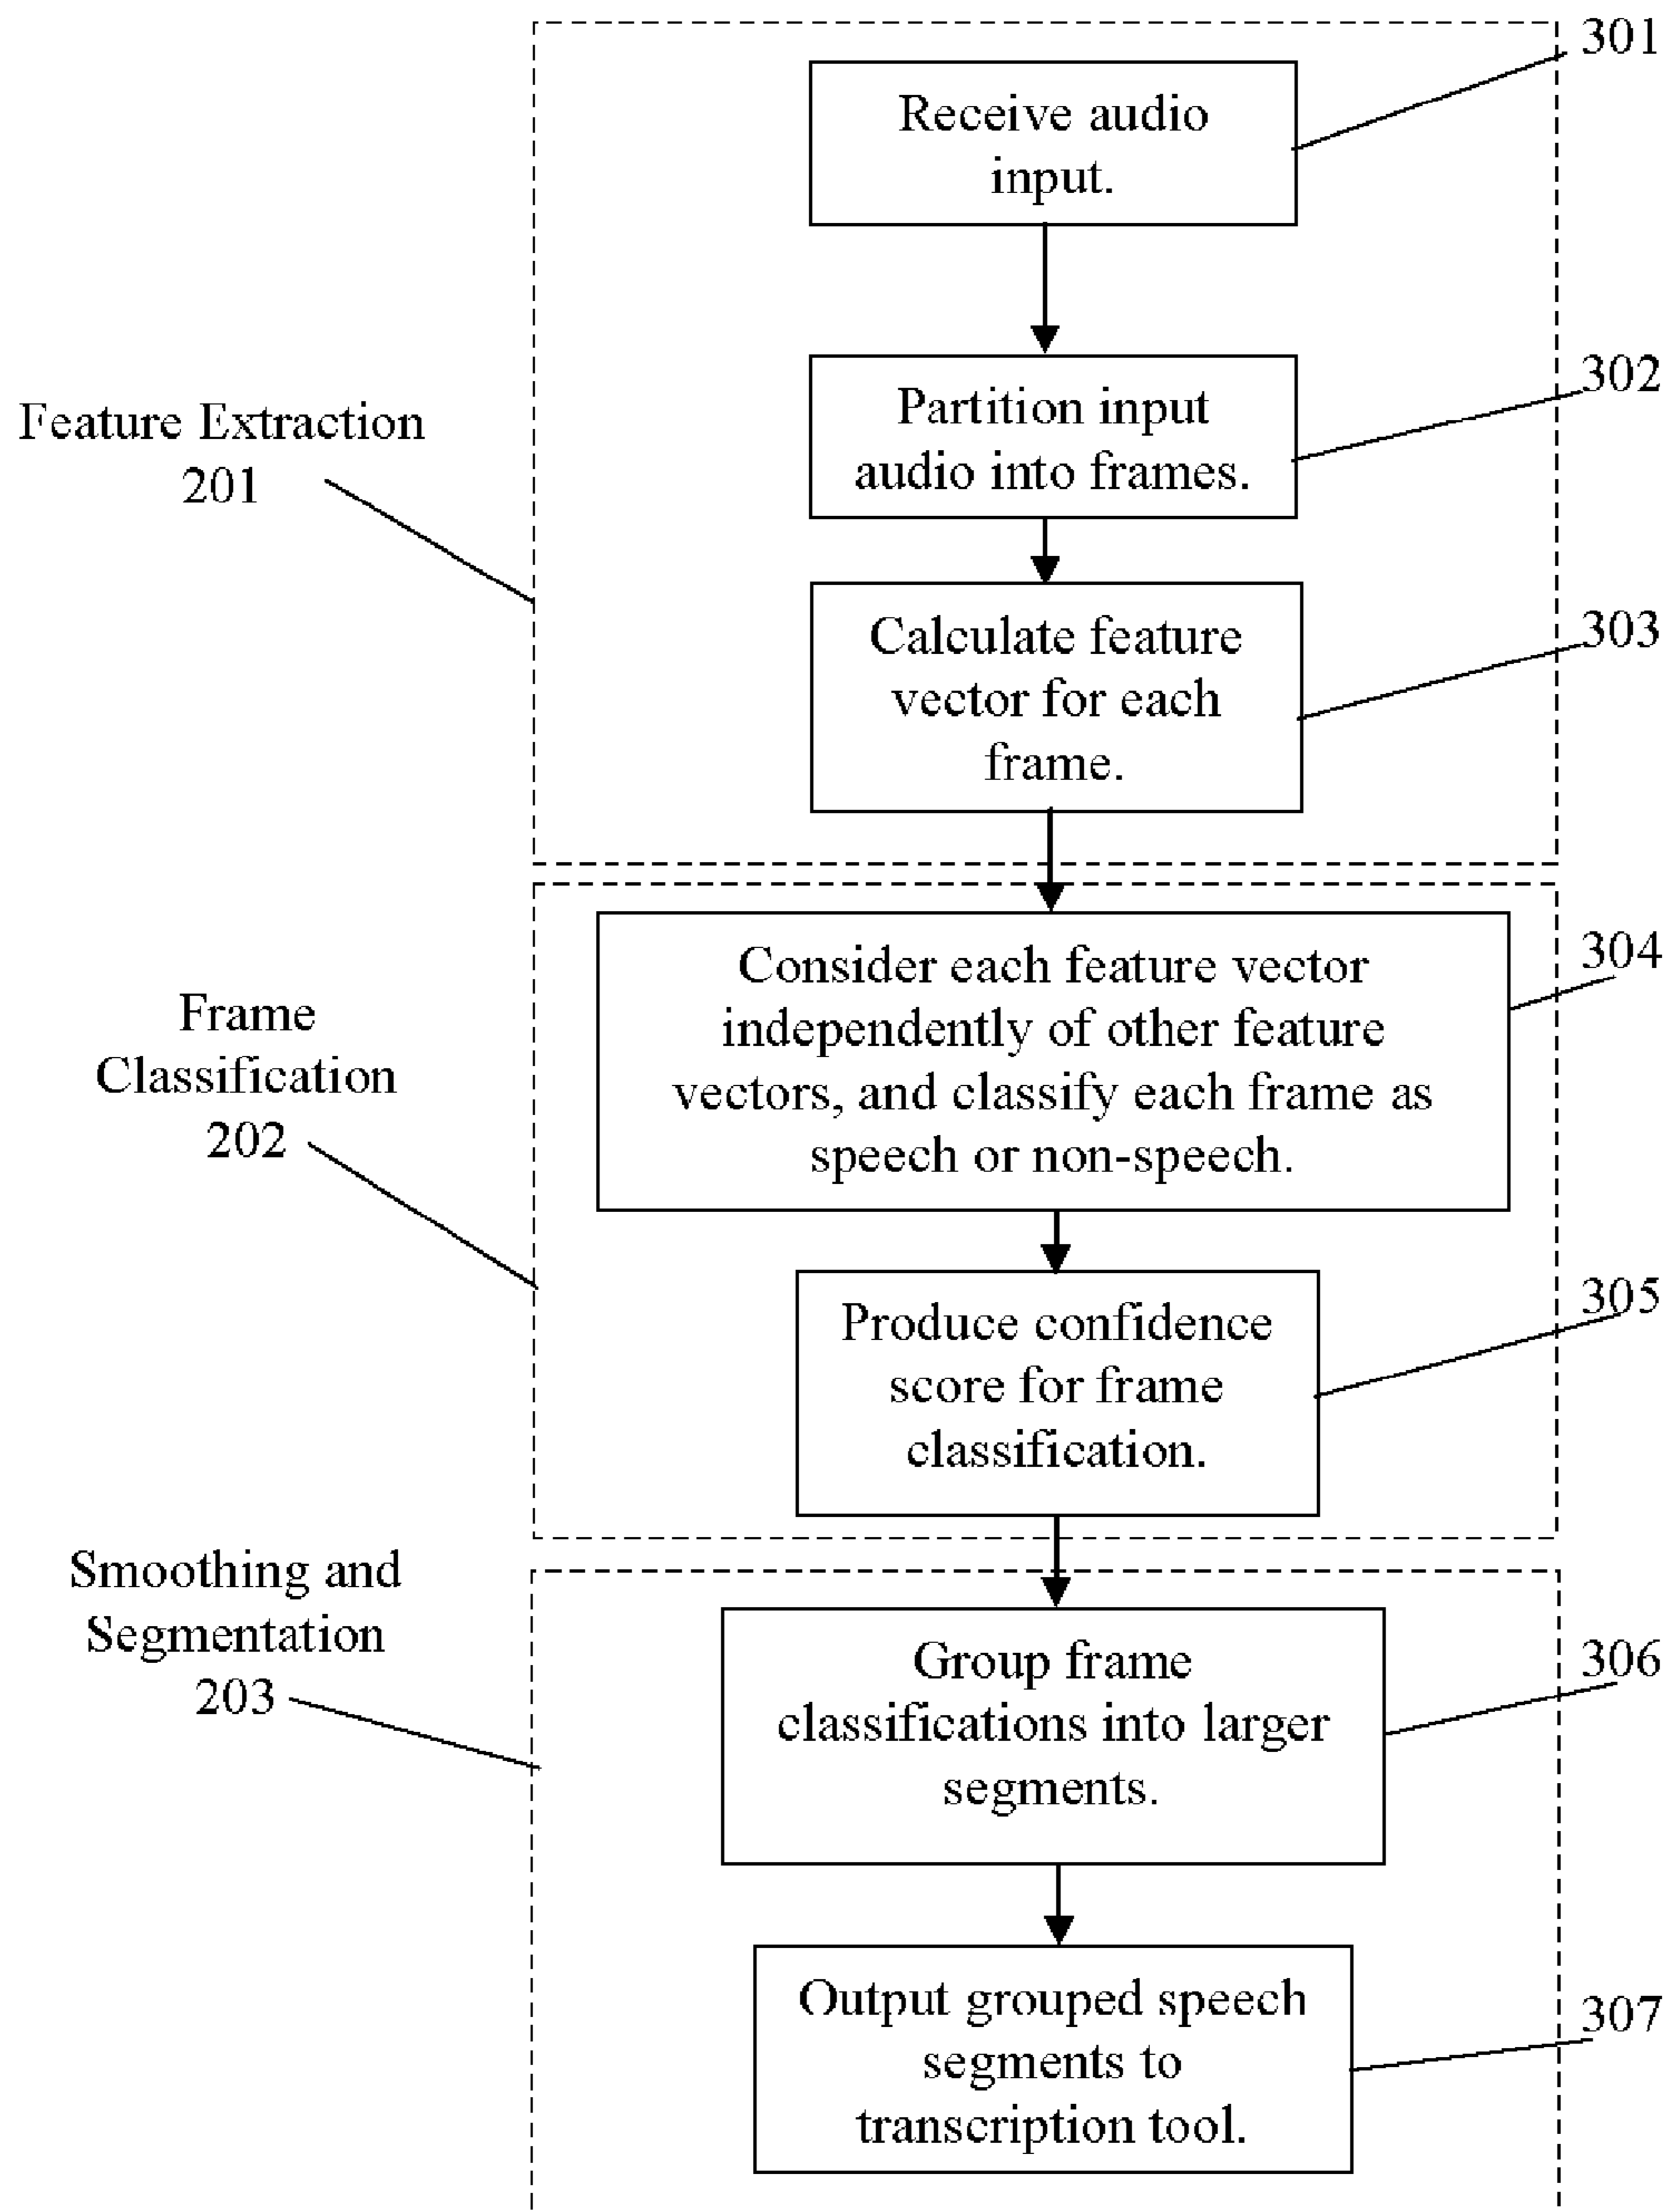 301
Receive audio
input.
302
Partition input
audio into frames.
Feature Extraction
201
303
Calculate feature
vector for each
frame.
304
Consider each feature vector
independently of other feature
vectors, and classify each frame as
speech or non-speech.
Frame
Classification
202
305
Produce confidence
score for frame
classification.
Smoothing and
Segmentation
203
306
Group frame
classifications into larger
segments.
307
Output grouped speech
segments to
transcription tool.